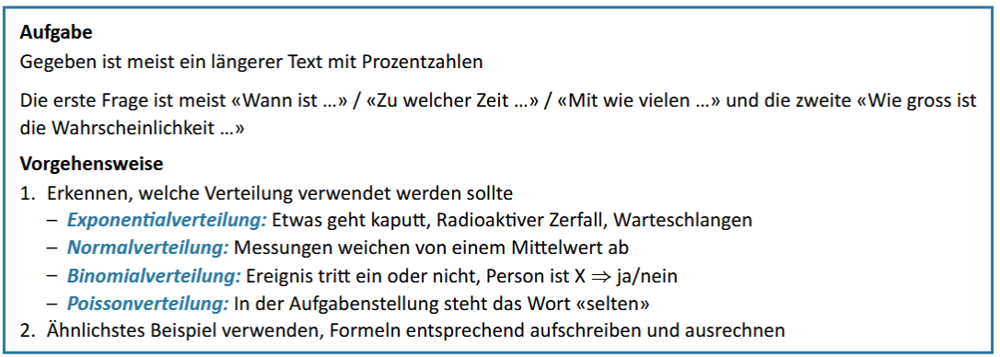 Aufgabe
Gegeben ist meist ein längerer Text mit Prozentzahlen
Die erste Frage ist meist «Wann ist …» / «Zu welcher Zeit …» / «Mit wie vielen …» und die zweite «Wie gross ist
die Wahrscheinlichkeit …»
Vorgehensweise
1. Erkennen, welche Verteilung verwendet werden sollte
– Exponentialverteilung: Etwas geht kaputt, Radioaktiver Zerfall, Warteschlangen
– Normalverteilung: Messungen weichen von einem Mittelwert ab
– Binomialverteilung: Ereignis tritt ein oder nicht, Person ist X ⇒ ja/nein
– Poissonverteilung: In der Aufgabenstellung steht das Wort «selten»
2. Ähnlichstes Beispiel verwenden, Formeln entsprechend aufschreiben und ausrechnen